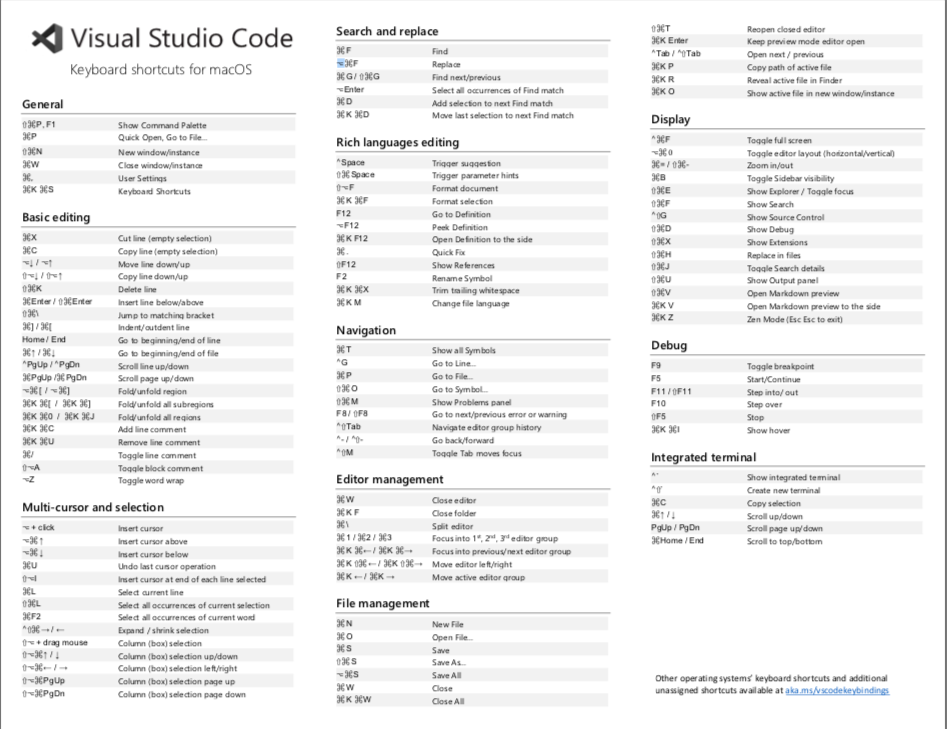 Visual Studio Code
Keyboard shortcuts for macOS
General
⇧⌘P, F1 Show Command Palette
⌘P Quick Open, Go to File...
⇧⌘N New window/instance
⌘W Close window/instance
⌘, User Settings
⌘K ⌘S Keyboard Shortcuts
Basic editing
⌘X Cut line (empty selection)
⌘C Copy line (empty selection)
⌥↓ / ⌥↑ Move line down/up
⇧⌥↓ / ⇧⌥↑ Copy line down/up
⇧⌘K Delete line
⌘Enter / ⇧⌘Enter Insert line below/above
⇧⌘\ Jump to matching bracket
⌘] / ⌘[ Indent/outdent line
Home / End Go to beginning/end of line
⌘↑ / ⌘↓ Go to beginning/end of file
^PgUp / ^PgDn Scroll line up/down
⌘PgUp /⌘PgDn Scroll page up/down
⌥⌘[ / ⌥⌘] Fold/unfold region
⌘K ⌘[ / ⌘K ⌘] Fold/unfold all subregions
⌘K ⌘0 / ⌘K ⌘J Fold/unfold all regions
⌘K ⌘C Add line comment
⌘K ⌘U Remove line comment
⌘/ Toggle line comment
⇧⌥A Toggle block comment
⌥Z Toggle word wrap
Multi-cursor and selection
⌥ + click Insert cursor
⌥⌘↑ Insert cursor above
⌥⌘↓ Insert cursor below
⌘U Undo last cursor operation
⇧⌥I Insert cursor at end of each line selected
⌘L Select current line
⇧⌘L Select all occurrences of current selection
⌘F2 Select all occurrences of current word
^⇧⌘→ / ← Expand / shrink selection
⇧⌥ + drag mouse Column (box) selection
⇧⌥⌘↑ / ↓ Column (box) selection up/down
⇧⌥⌘← / → Column (box) selection left/right
⇧⌥⌘PgUp Column (box) selection page up
⇧⌥⌘PgDn Column (box) selection page down
Search and replace
⌘F Find
⌥⌘F Replace
⌘G / ⇧⌘G Find next/previous
⌥Enter Select all occurrences of Find match
⌘D Add selection to next Find match
⌘K ⌘D Move last selection to next Find match
Rich languages editing
^Space Trigger suggestion
⇧⌘Space Trigger parameter hints
⇧⌥F Format document
⌘K ⌘F Format selection
F12 Go to Definition
⌥F12 Peek Definition
⌘K F12 Open Definition to the side
⌘. Quick Fix
⇧F12 Show References
F2 Rename Symbol
⌘K ⌘X Trim trailing whitespace
⌘K M Change file language
Navigation
⌘T Show all Symbols
^G Go to Line...
⌘P Go to File...
⇧⌘O Go to Symbol...
⇧⌘M Show Problems panel
F8 / ⇧F8 Go to next/previous error or warning
^⇧Tab Navigate editor group history
^- / ^⇧- Go back/forward
^⇧M Toggle Tab moves focus
Editor management
⌘W Close editor
⌘K F Close folder
⌘\ Split editor
⌘1 / ⌘2 / ⌘3 Focus into 1st, 2nd, 3rd editor group
⌘K ⌘← / ⌘K ⌘→ Focus into previous/next editor group
⌘K ⇧⌘← / ⌘K ⇧⌘→ Move editor left/right
⌘K ← / ⌘K → Move active editor group
File management
⌘N New File
⌘O Open File...
⌘S Save
⇧⌘S Save As...
⌥⌘S Save All
⌘W Close
⌘K ⌘W Close All
⇧⌘T Reopen closed editor
⌘K Enter Keep preview mode editor open
^Tab / ^⇧Tab Open next / previous
⌘K P Copy path of active file
⌘K R Reveal active file in Finder
⌘K O Show active file in new window/instance
Display
^⌘F Toggle full screen
⌥⌘0 Toggle editor layout (horizontal/vertical)
⌘= / ⇧⌘- Zoom in/out
⌘B Toggle Sidebar visibility
⇧⌘E Show Explorer / Toggle focus
⇧⌘F Show Search
^⇧G Show Source Control
⇧⌘D Show Debug
⇧⌘X Show Extensions
⇧⌘H Replace in files
⇧⌘J Toggle Search details
⇧⌘U Show Output panel
⇧⌘V Open Markdown preview
⌘K V Open Markdown preview to the side
⌘K Z Zen Mode (Esc Esc to exit)
Debug
F9 Toggle breakpoint
F5 Start/Continue
F11 / ⇧F11 Step into/ out
F10 Step over
⇧F5 Stop
⌘K ⌘I Show hover
Integrated terminal
^` Show integrated terminal
^⇧` Create new terminal
⌘C Copy selection
⌘↑ / ↓ Scroll up/down
PgUp / PgDn Scroll page up/down
⌘Home / End Scroll to top/bottom
Other operating systems' keyboard shortcuts and additional
unassigned shortcuts available at aka.ms/vscodekeybindings